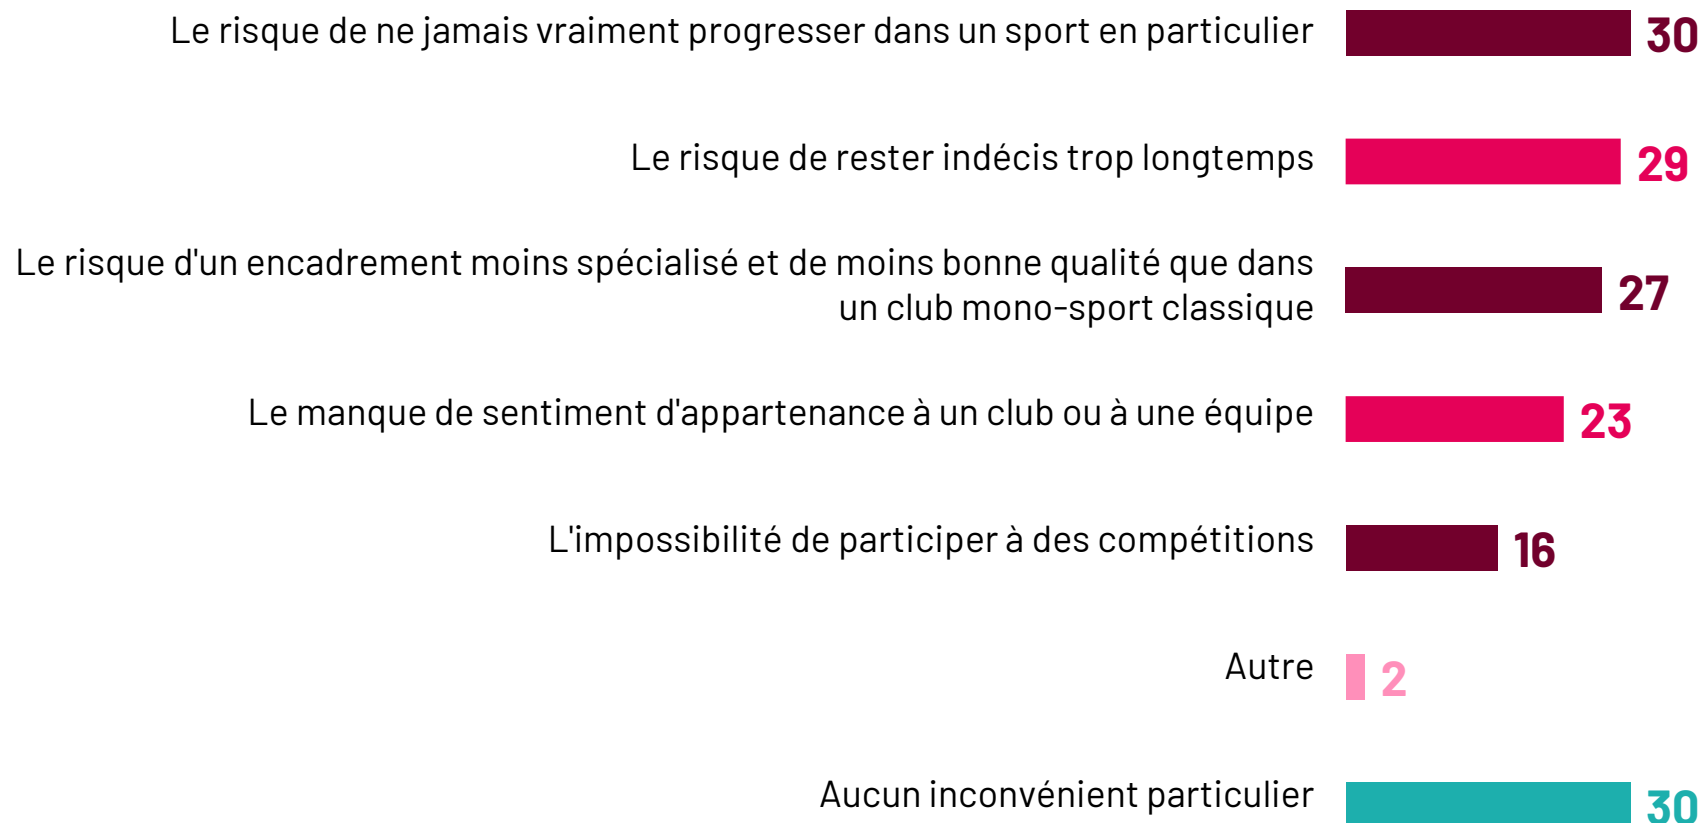 Le risque de ne jamais vraiment progresser dans un sport en particulier 30
Le risque de rester indécis trop longtemps 29
Le risque d'un encadrement moins spécialisé et de moins bonne qualité que dans
un club mono-sport classique 27
Le manque de sentiment d'appartenance à un club ou à une équipe 23
L'impossibilité de participer à des compétitions 16
Autre 2
Aucun inconvénient particulier 30